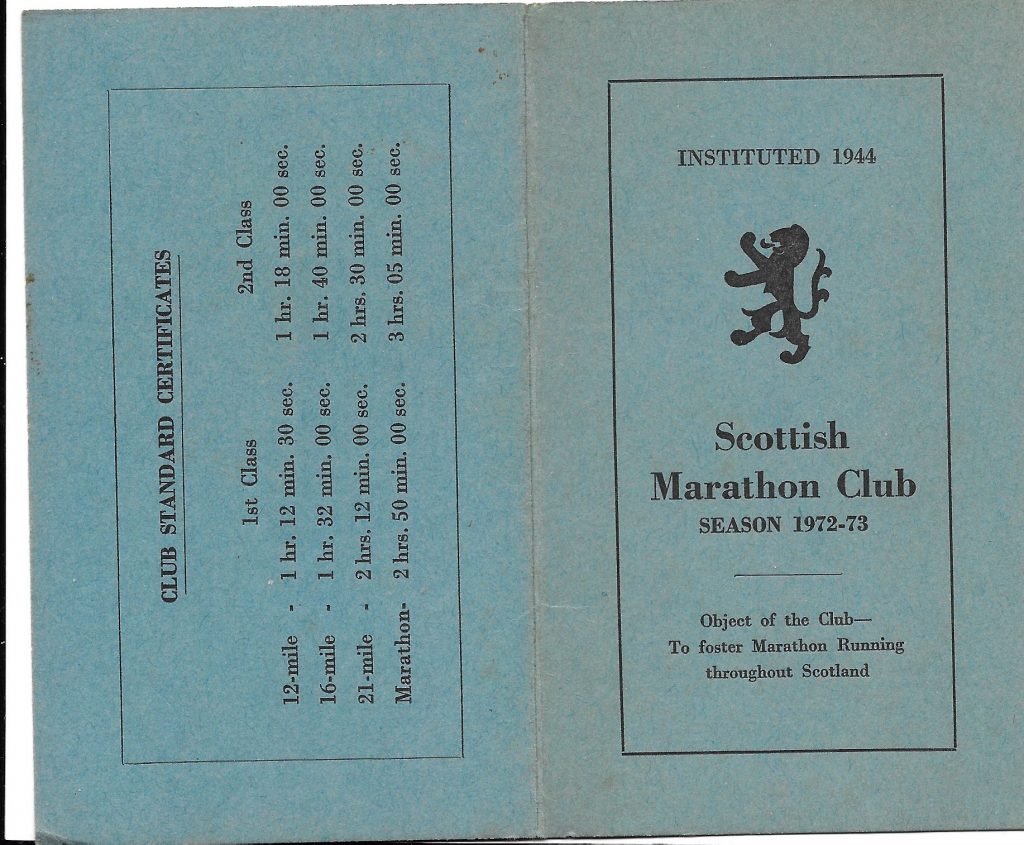 CLUB STANDARD CERTIFICATES
1st Class 2nd Class
12-mile - 1 hr. 12 min. 30 sec. 1 hr. 18 min. 00 sec.
16-mile - 1 hr. 32 min. 00 sec. 1 hr. 40 min. 00 sec.
21-mile - 2 hrs. 12 min. 00 sec. 2 hrs. 30 min. 00 sec.
Marathon- 2 hrs. 50 min. 00 sec. 3 hrs. 05 min. 00 sec.
INSTITUTED 1944
Scottish
Marathon Club
SEASON 1972-73
Object of the Club—
To foster Marathon Running
throughout Scotland